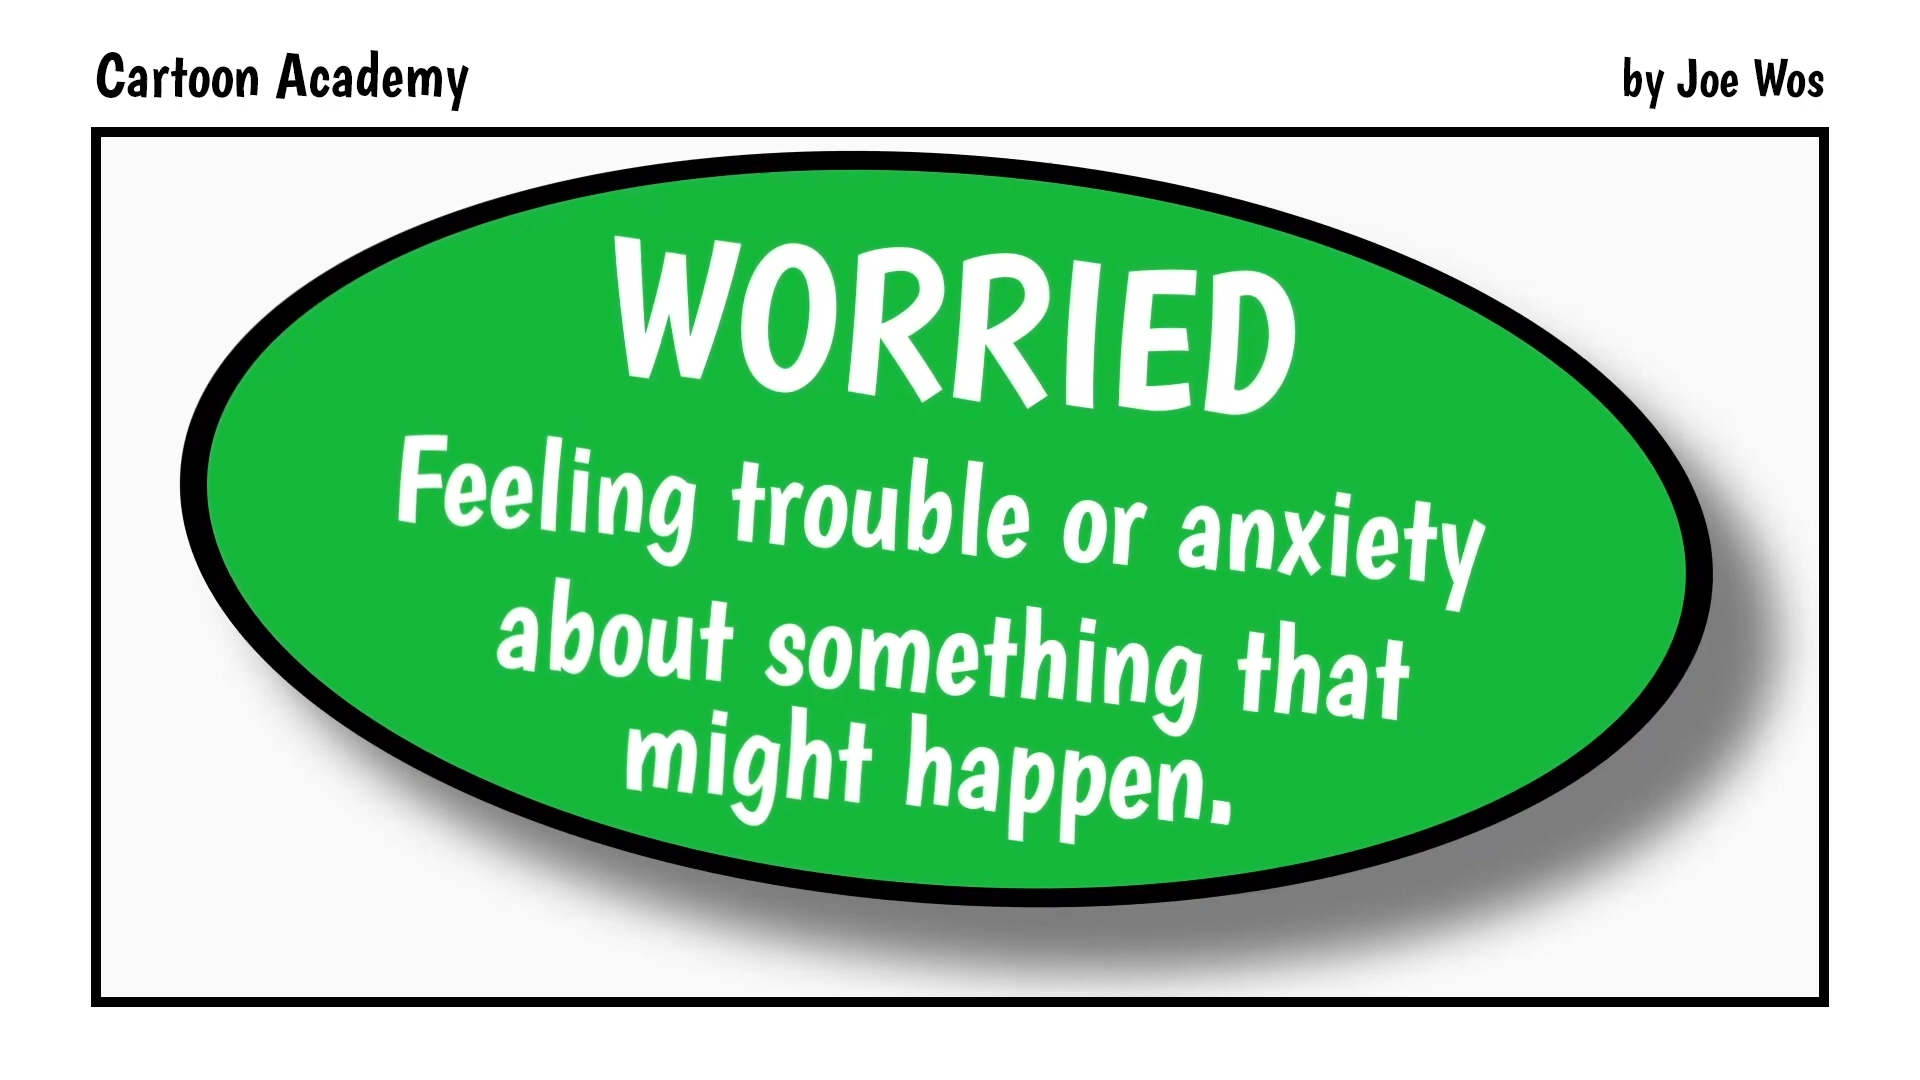 Cartoon Academy
by Joe Wos
WORRIED
Feeling trouble or anxiety
about something that
might happen.